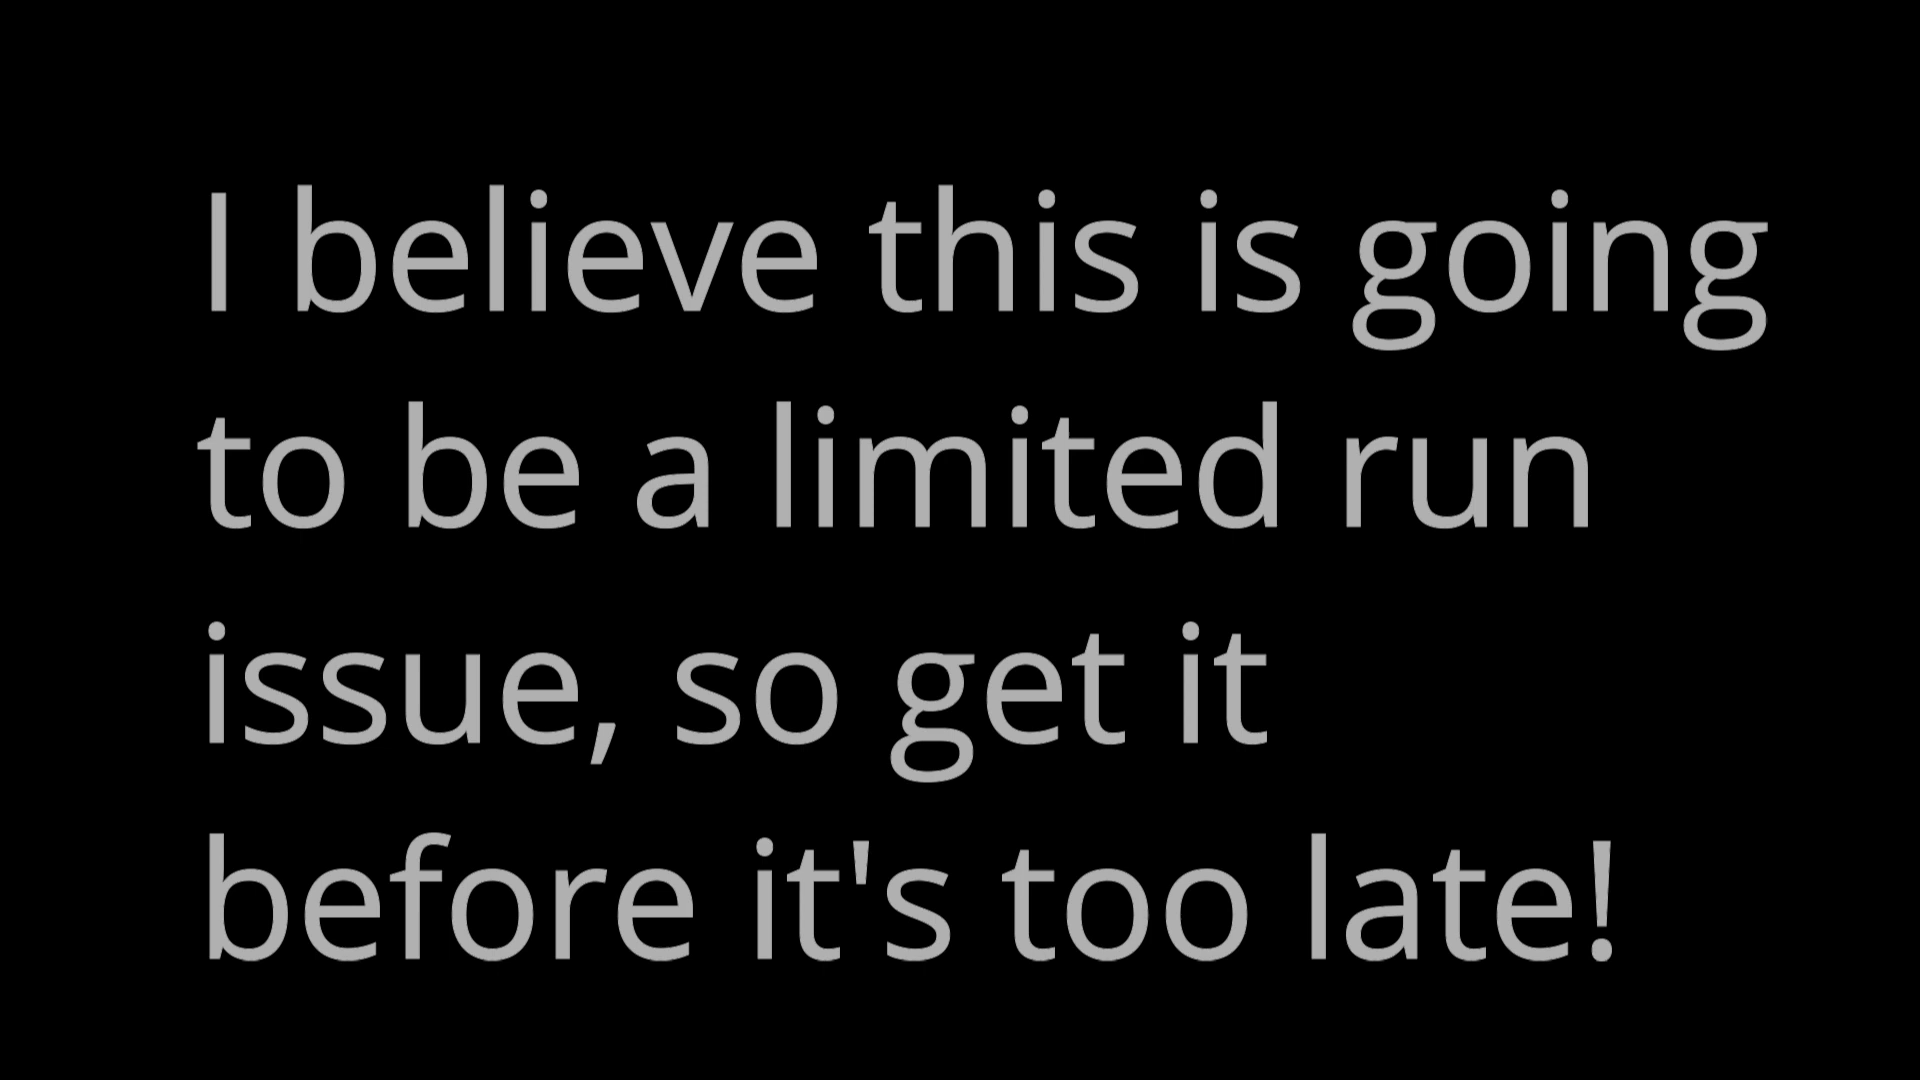 I believe this is going
to be a limited run
issue, so get it
before it's too late!